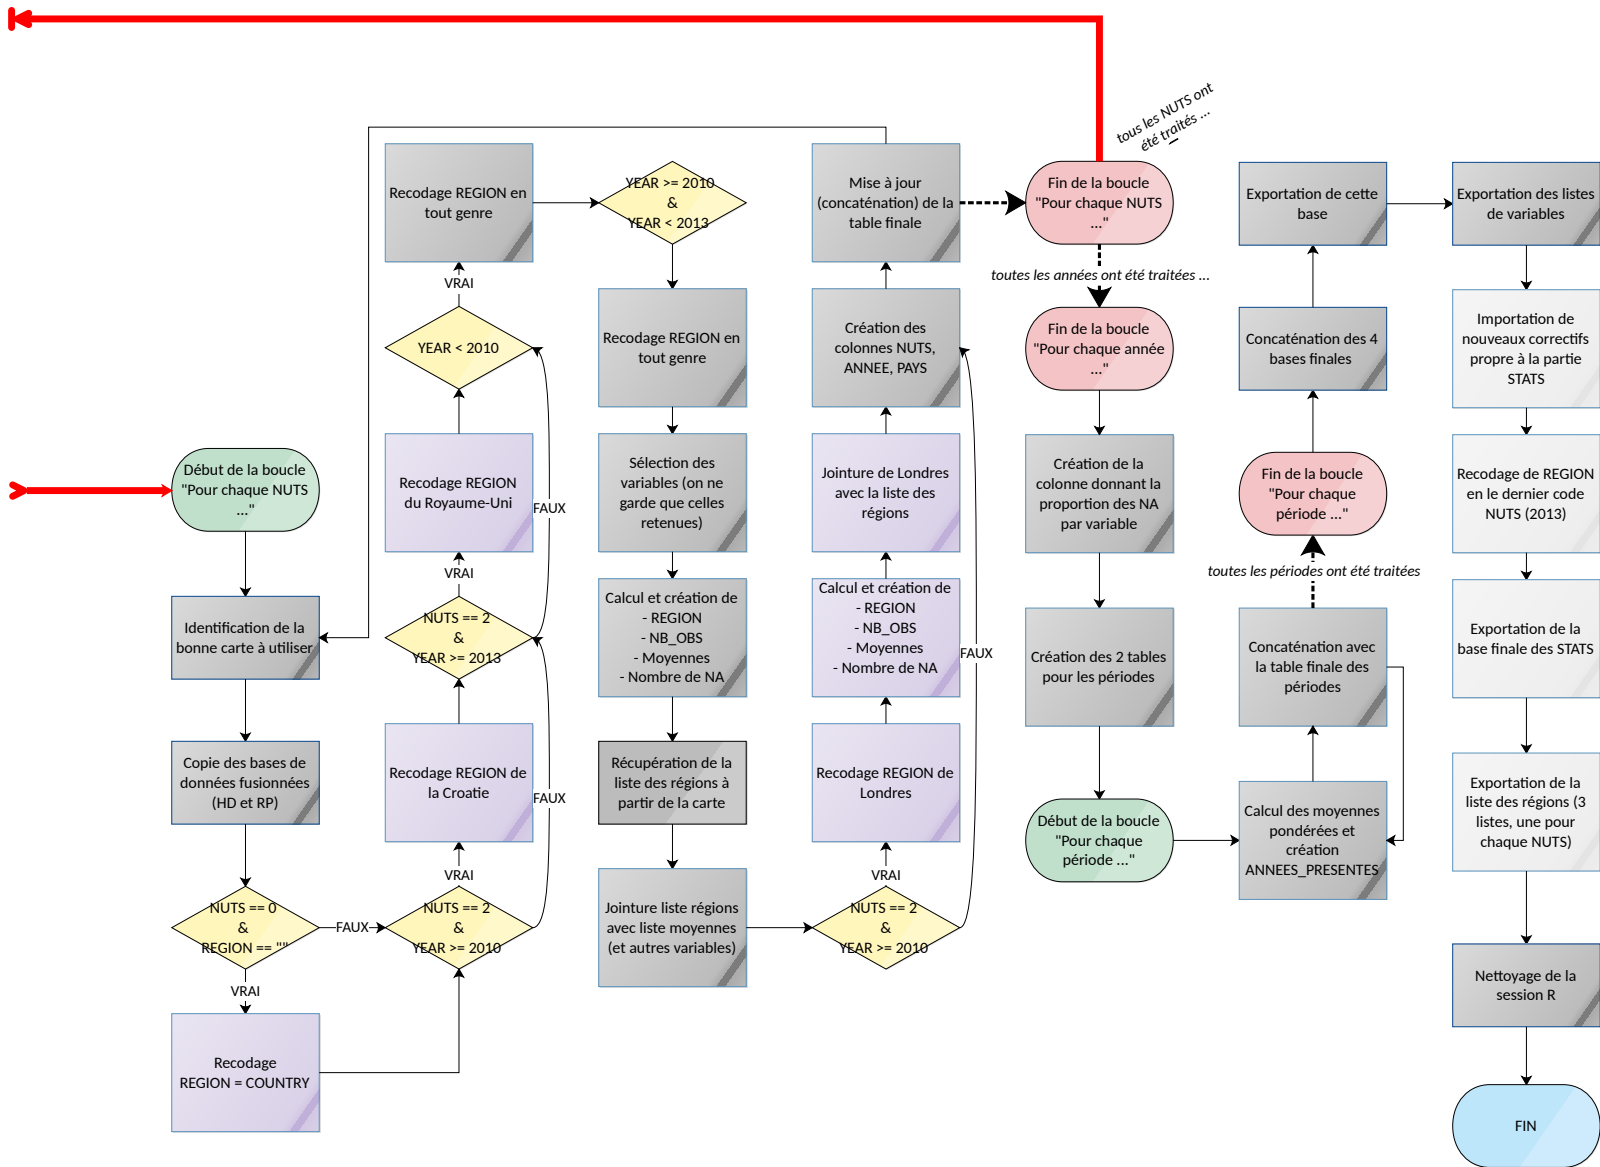 tous les NUTS ont
été traités ...
Début de la boucle
"Pour chaque NUTS
..."
Identification de la
bonne carte à utiliser
Copie des bases de
données fusionnées
(HD et RP)
NUTS == 0
&
REGION == ""
FAUX
VRAI
Recodage
REGION = COUNTRY
NUTS == 2
&
YEAR >= 2010
VRAI
FAUX
Recodage REGION de
la Croatie
NUTS == 2
&
YEAR >= 2013
VRAI
FAUX
Recodage REGION
du Royaume-Uni
YEAR < 2010
VRAI
Recodage REGION en
tout genre
YEAR >= 2010
&
YEAR < 2013
Recodage REGION en
tout genre
Sélection des
variables (on ne
garde que celles
retenues)
Calcul et création de
- REGION
- NB_OBS
- Moyennes
- Nombre de NA
Récupération de la
liste des régions à
partir de la carte
Jointure liste régions
avec liste moyennes
(et autres variables)
NUTS == 2
&
YEAR >= 2010
VRAI
FAUX
Recodage REGION de
Londres
Calcul et création de
- REGION
- NB_OBS
- Moyennes
- Nombre de NA
Jointure de Londres
avec la liste des
régions
Création des
colonnes NUTS,
ANNEE, PAYS
Mise à jour
(concaténation) de la
table finale
Fin de la boucle
"Pour chaque NUTS
..."
toutes les années ont été traitées ...
Fin de la boucle
"Pour chaque année
..."
Création de la
colonne donnant la
proportion des NA
par variable
Création des 2 tables
pour les périodes
Début de la boucle
"Pour chaque
période ..."
Calcul des moyennes
pondérées et
création
ANNEES_PRESENTES
Concaténation avec
la table finale des
périodes
toutes les périodes ont été traitées
Fin de la boucle
"Pour chaque
période ..."
Concaténation des 4
bases finales
Exportation de cette
base
Exportation des listes
de variables
Importation de
nouveaux correctifs
propre à la partie
STATS
Recodage de REGION
en le dernier code
NUTS (2013)
Exportation de la
base finale des STATS
Exportation de la
liste des régions (3
listes, une pour
chaque NUTS)
Nettoyage de la
session R
FIN